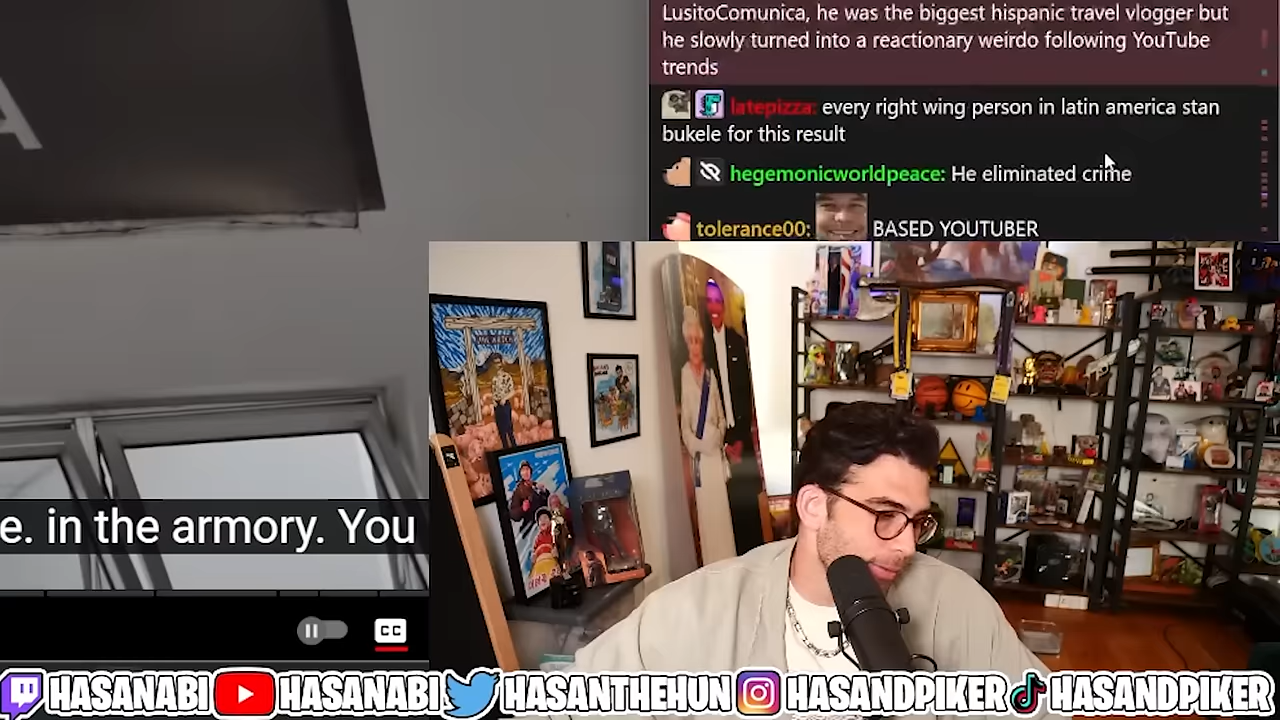 LusitoComunica, he was the biggest hispanic travel vlogger but
he slowly turned into a reactionary weirdo following YouTube
trends
latepizza: every right wing person in latin america stan
bukele for this result
hegemonicworldpeace: He eliminated crime
tolerance00: BASED YOUTUBER
A
e. in the armory. You
CC
HASANABI HASANABI HASANTHEHUN HASANDPIKER HASANDPIKER